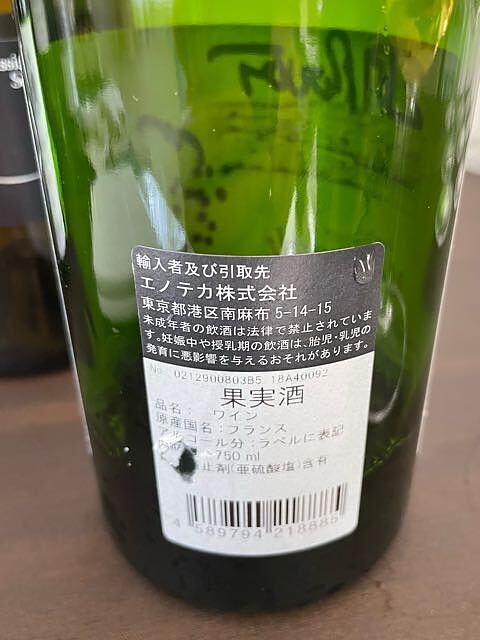 輸入者及び引取先
エノテカ株式会社
東京都港区南麻布5-14-15
未成年者の飲酒は法律で禁止されていま
す。妊娠中や授乳期の飲酒は、胎児・乳児の
発育に悪影響を与えるおそれがあります。
No. 0212900803B5 18A40092
果実酒
品名: ワイン
原産国名:フランス
アルコール分:ラベルに表記
750 ml
止剤(亜硫酸塩)含有
4 589794 218885